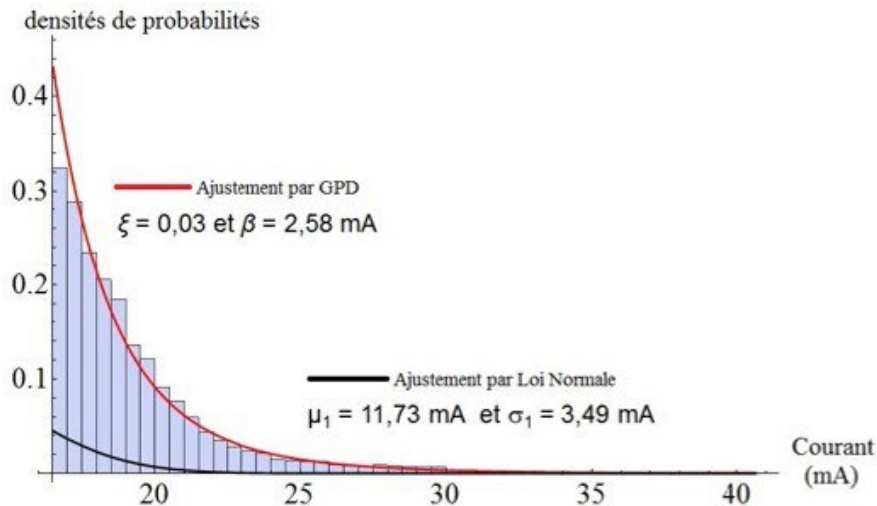 densités de probabilités
0.4
0.3
0.2
0.1
Ajustement par GPD
ξ = 0,03 et β = 2,58 mA
Ajustement par Loi Normale
μ₁ = 11,73 mA et σ₁ = 3,49 mA
Courant
(mA)
20 25 30 35 40